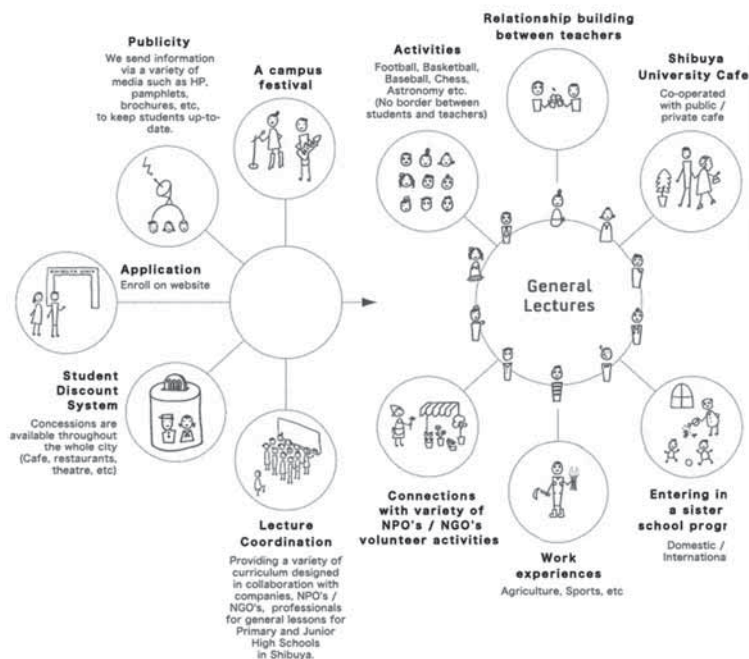 Publicity
We send information
via a variety of
media such as HP,
pamphlets,
brochures, etc,
to keep students up-to-
date.
A campus
festival
Application
Enroll on website
Student
Discount
System
Concessions are
available throughout
the whole city
(Cafe, restaurants,
theatre, etc)
Lecture
Coordination
Providing a variety of
curriculum designed
in collaboration with
companies, NPO's /
NGO's, professionals
for general lessons for
Primary and Junior
High Schools
in Shibuya.
Activities
Football, Basketball,
Baseball, Chess,
Astronomy etc.
(No border between
students and teachers)
Relationship building
between teachers
Shibuya
University Cafe
Co-operated
with public /
private cafe
General
Lectures
Connections
with variety of
NPO's / NGO's
volunteer activities
Work
experiences
Agriculture, Sports, etc
Entering in
a sister
school progr
Domestic /
Internationa